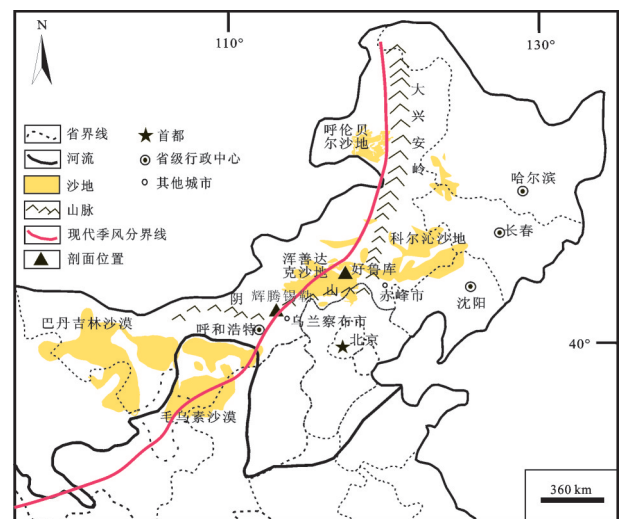 N
110°
130°
大
兴
安
岭
呼伦贝
尔沙地
省界线
首都
河流
省级行政中心
沙地
其他城市
山脉
现代季风分界线
剖面位置
哈尔滨
长春
科尔沁沙地
浑善达
克沙地
好鲁库
山
赤峰市
沈阳
阴
辉腾锡勒
乌兰察布市
呼和浩特
北京
40°
巴丹吉林沙漠
毛乌素沙漠
360 km